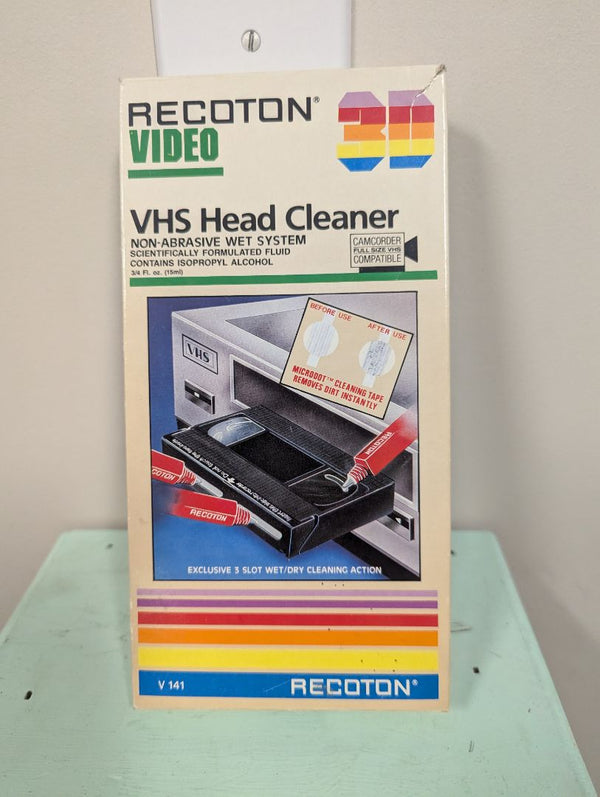 RECOTON®
VIDEO
3D
VHS Head Cleaner
NON-ABRASIVE WET SYSTEM
SCIENTIFICALLY FORMULATED FLUID
CONTAINS ISOPROPYL ALCOHOL
3/4 Fl. oz. (15ml)
CAMCORDER
FULL SIZE VHS
COMPATIBLE
BEFORE USE
AFTER USE
MICRODOT™ CLEANING TAPE
REMOVES DIRT INSTANTLY
VHS
RECOTON
RECOTON
EXCLUSIVE 3 SLOT WET/DRY CLEANING ACTION
V 141
RECOTON®